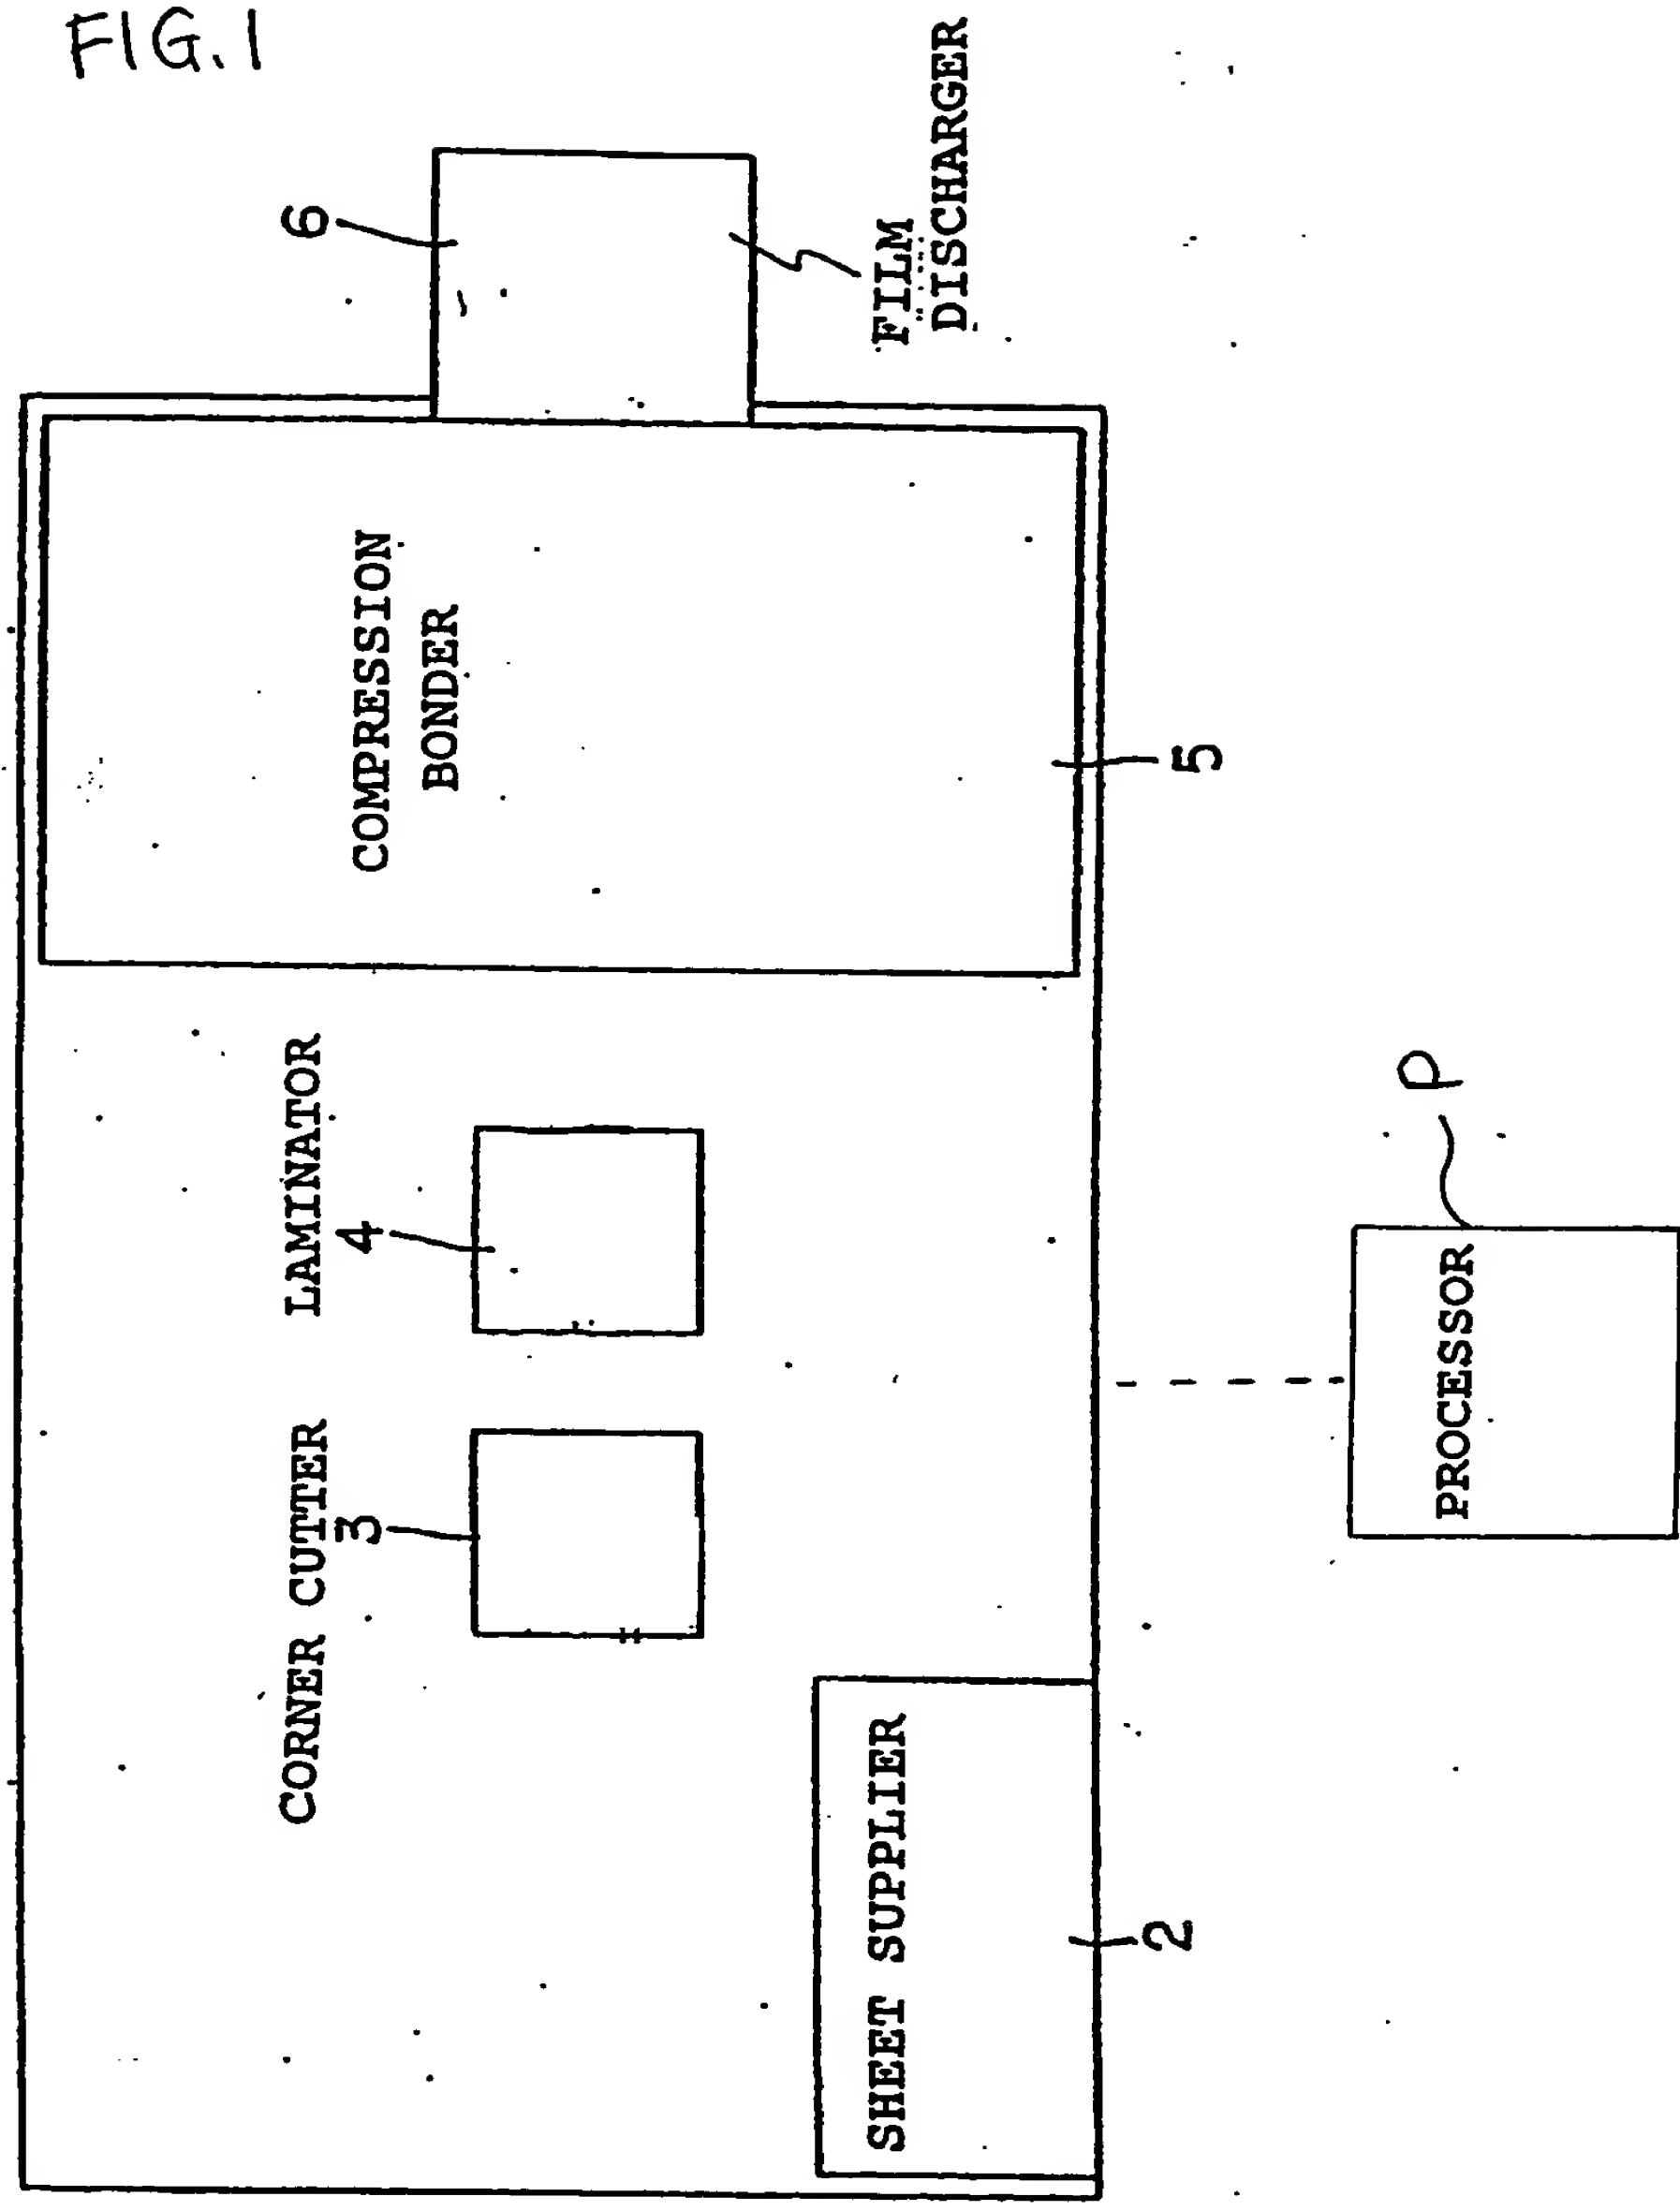 FIG. 1
6
FILM
DISCHARGER
COMPRESSION
BONDER
5
LAMINATOR
4
CORNER CUTTER
3
SHEET SUPPLIER
2
PROCESSOR
P